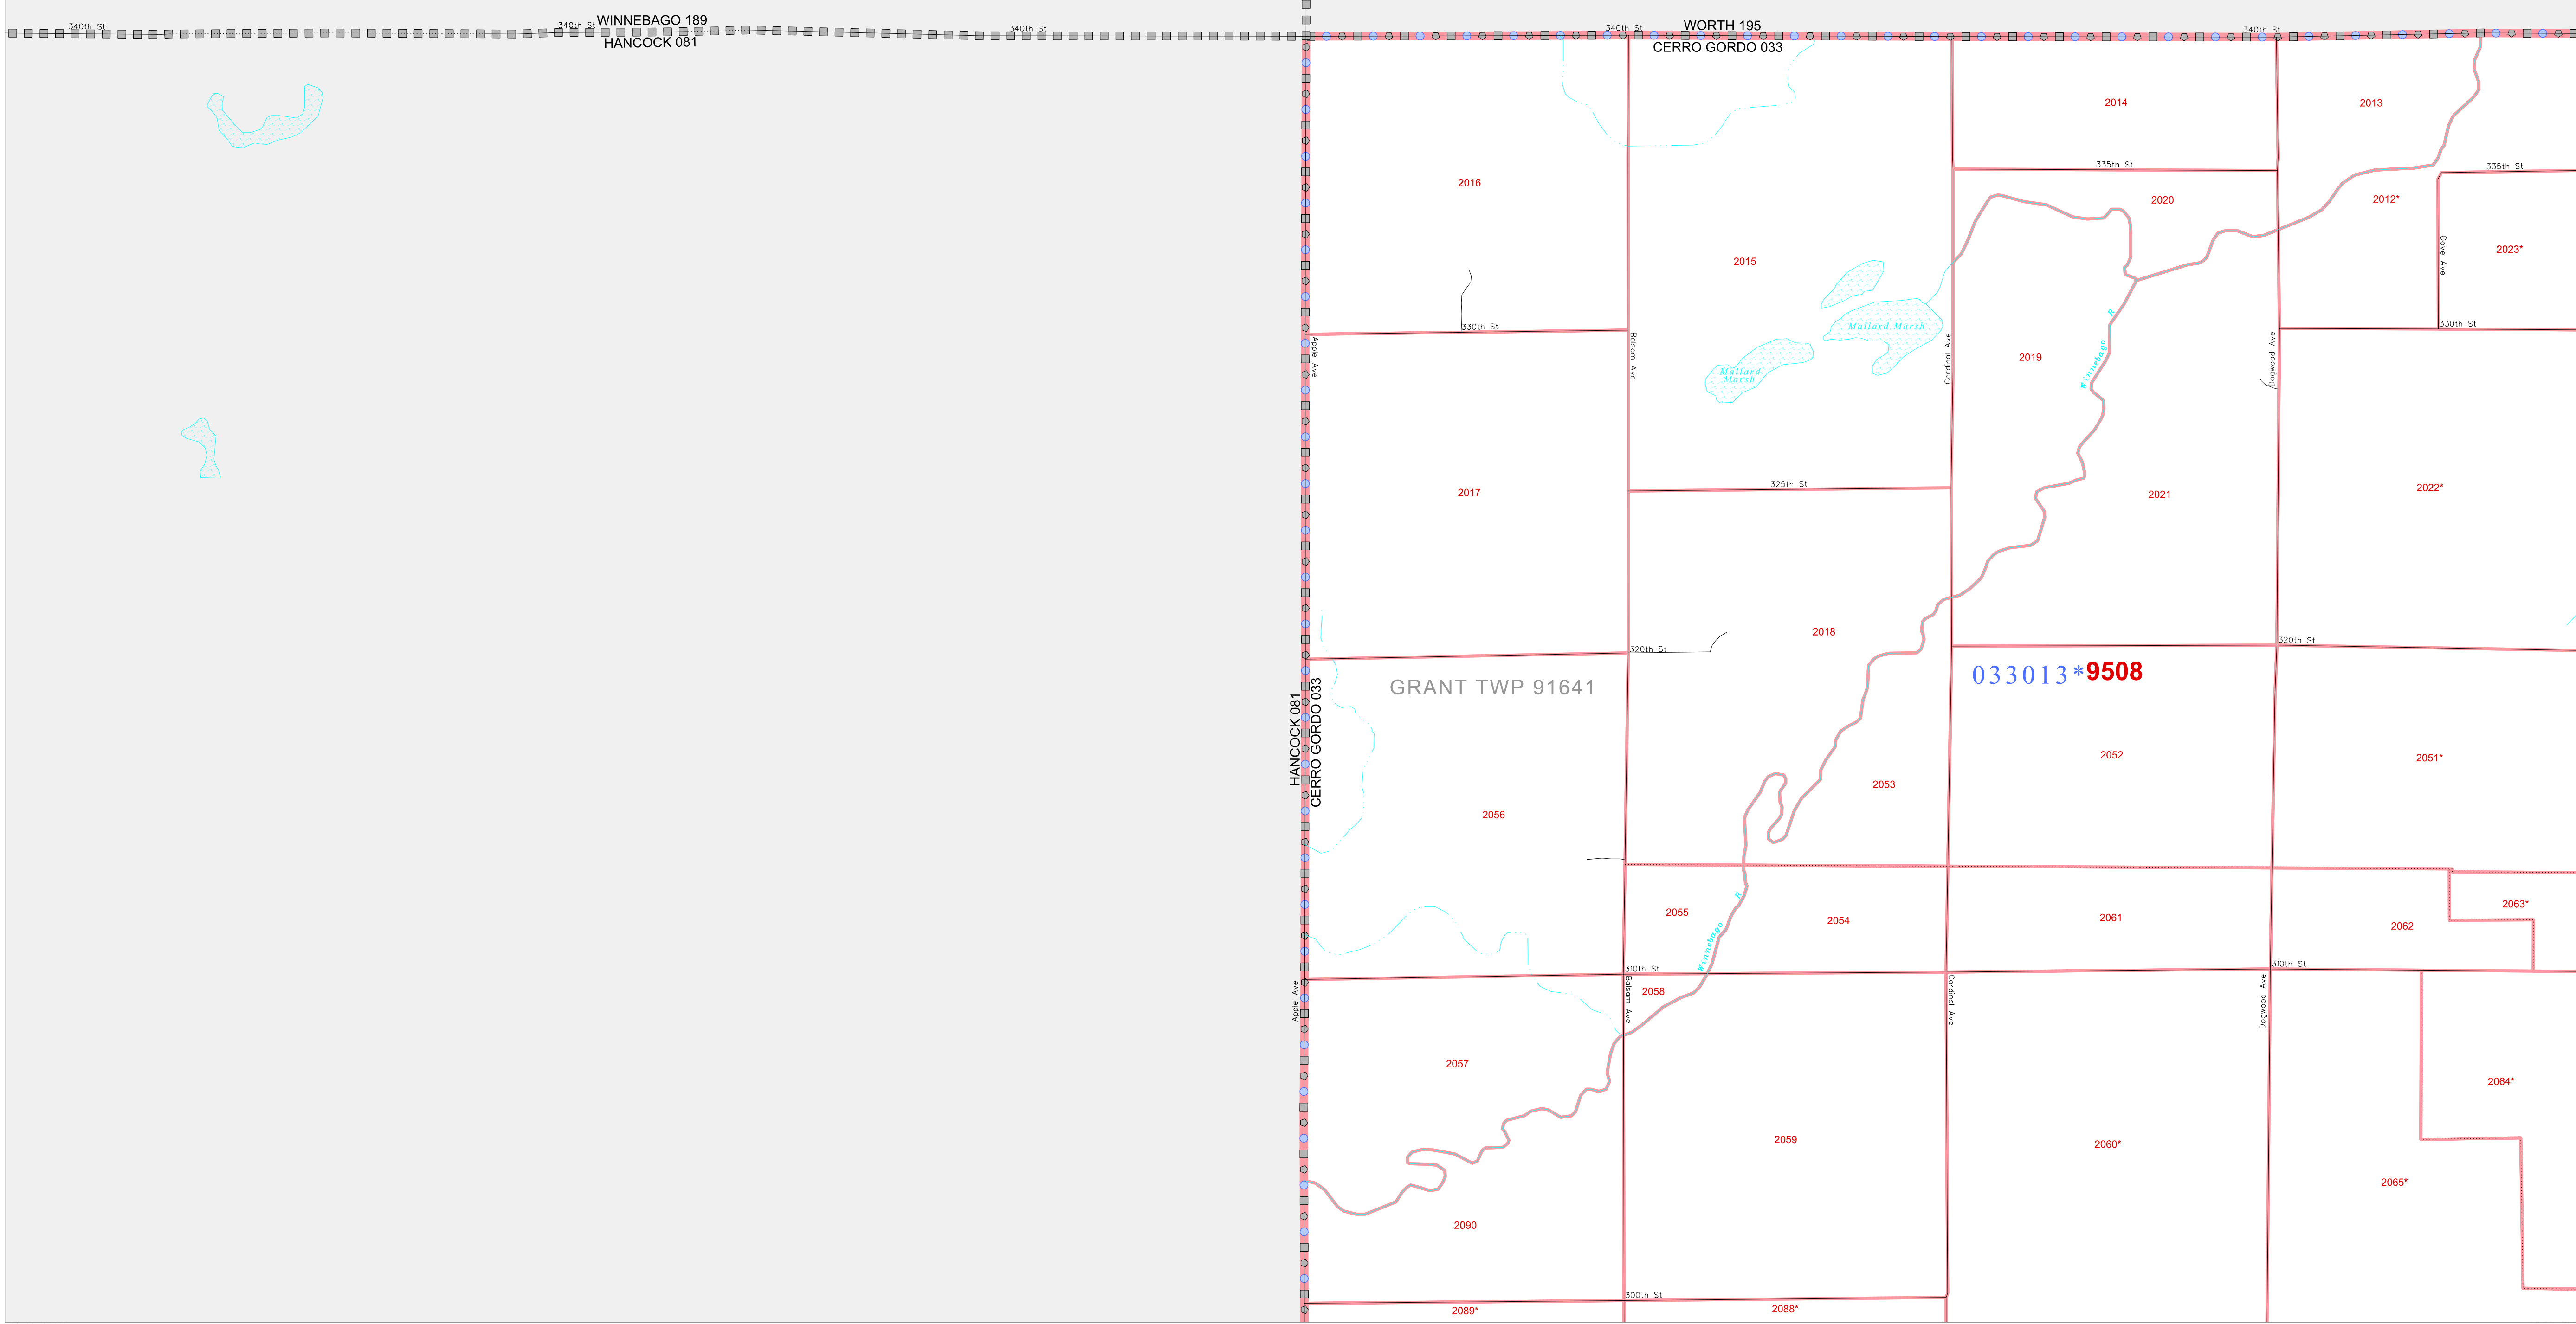 WINNEBAGO 189
340th St
340th St
340th St
HANCOCK 081
WORTH 195
340th St
340th St
CERRO GORDO 033
2014
2013
335th St
335th St
2016
2020
2012*
Dove Ave
2023*
2015
330th St
Mallard Marsh
330th St
Apple Ave
Balsam Ave
Cardinal Ave
Dogwood Ave
2019
Winnebago R
Mallard
Marsh
325th St
2017
2021
2022*
2018
320th St
320th St
GRANT TWP 91641
033013*9508
HANCOCK 081
CERRO GORDO 033
2052
2051*
2053
2056
2055
2054
2061
2062
2063*
Winnebago R
310th St
310th St
Apple Ave
Balsam Ave
Cardinal Ave
Dogwood Ave
2058
2057
2064*
2059
2060*
2065*
2090
300th St
2089*
2088*